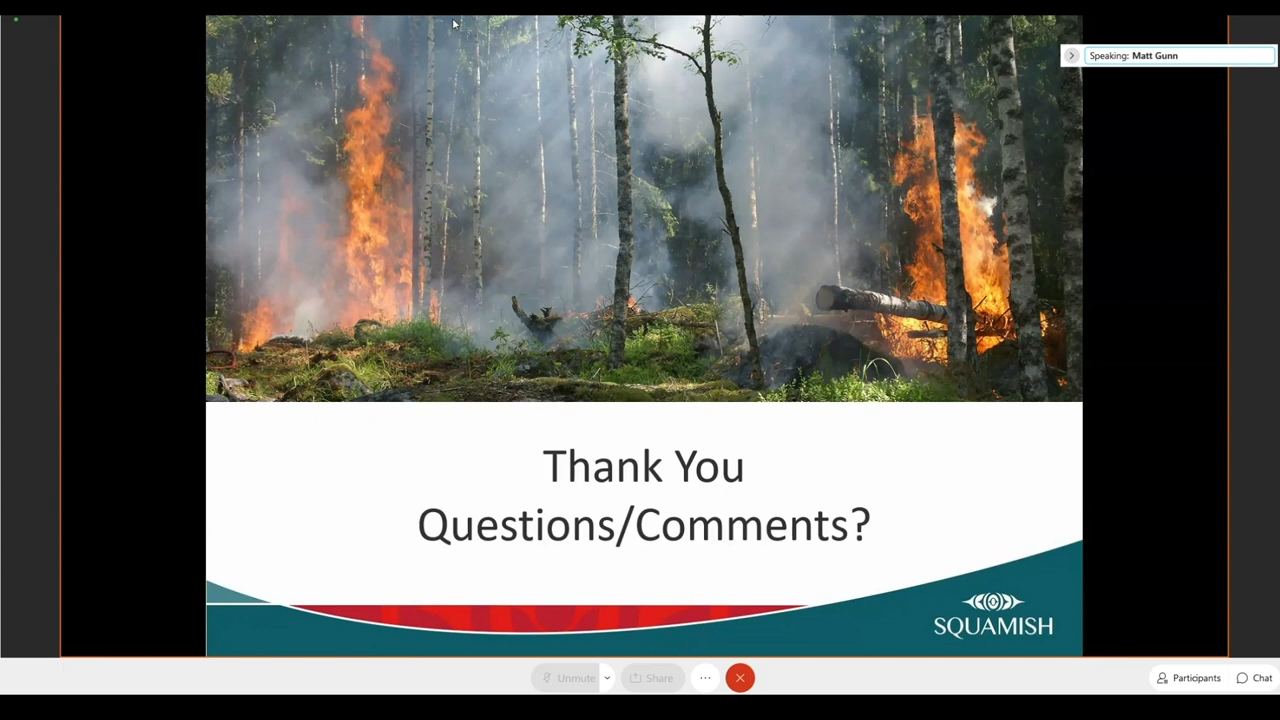 Speaking: Matt Gunn
Thank You
Questions/Comments?
SQUAMISH
Unmute
Share
Participants
Chat